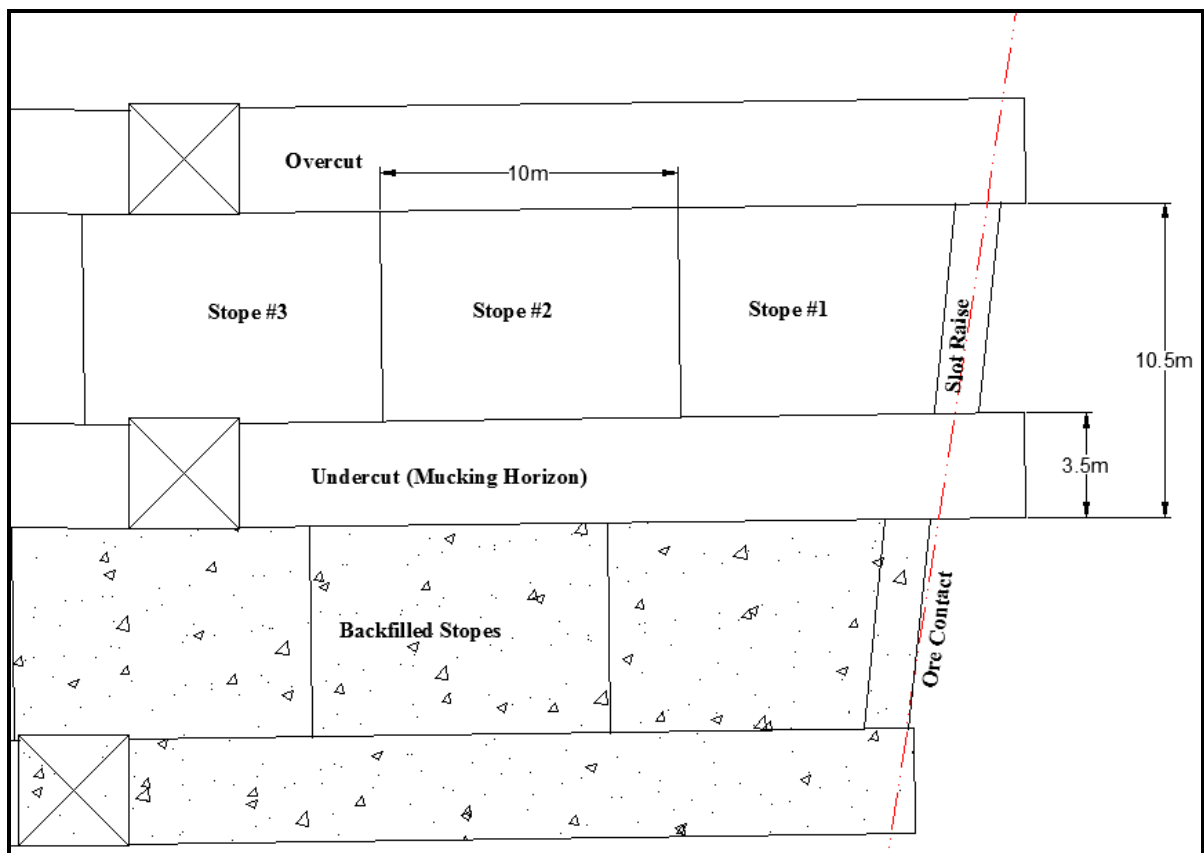 Overcut
10m
Stope #3
Stope #2
Stope #1
Slot Raise
10.5m
3.5m
Undercut (Mucking Horizon)
Backfilled Stopes
Ore Contact